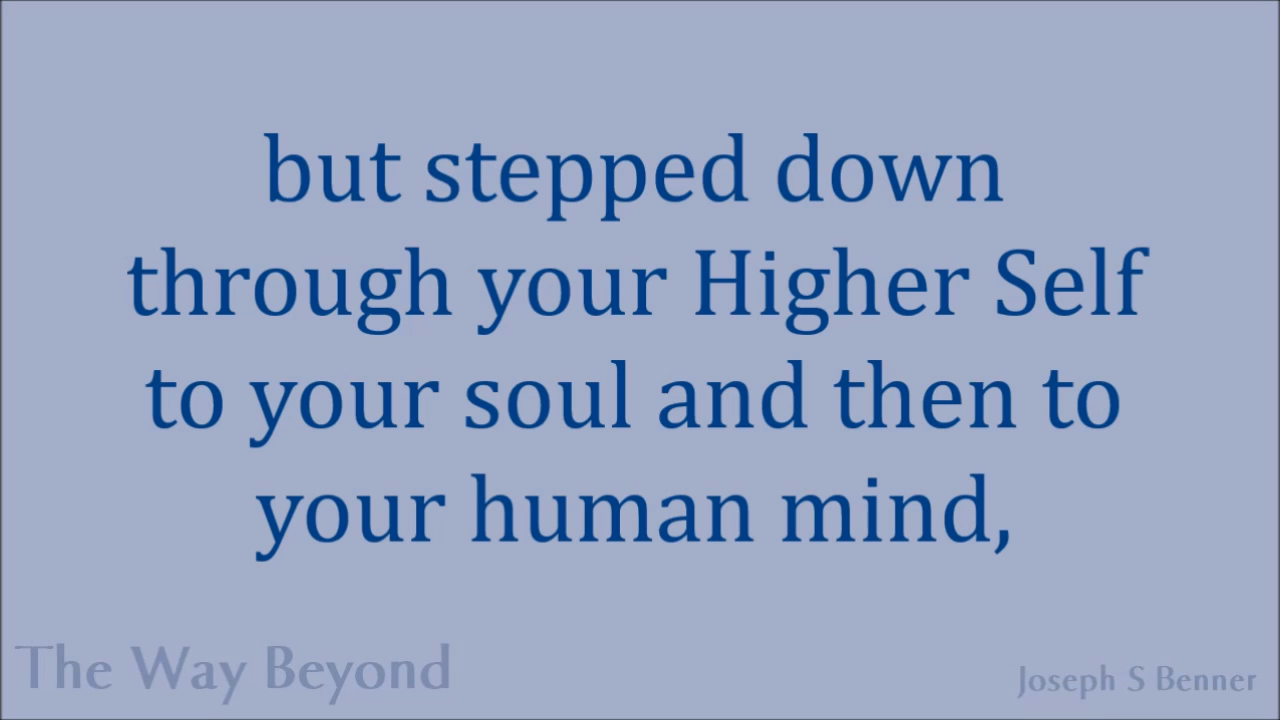 but stepped down
through your Higher Self
to your soul and then to
your human mind,
The Way Beyond
Joseph S Benner